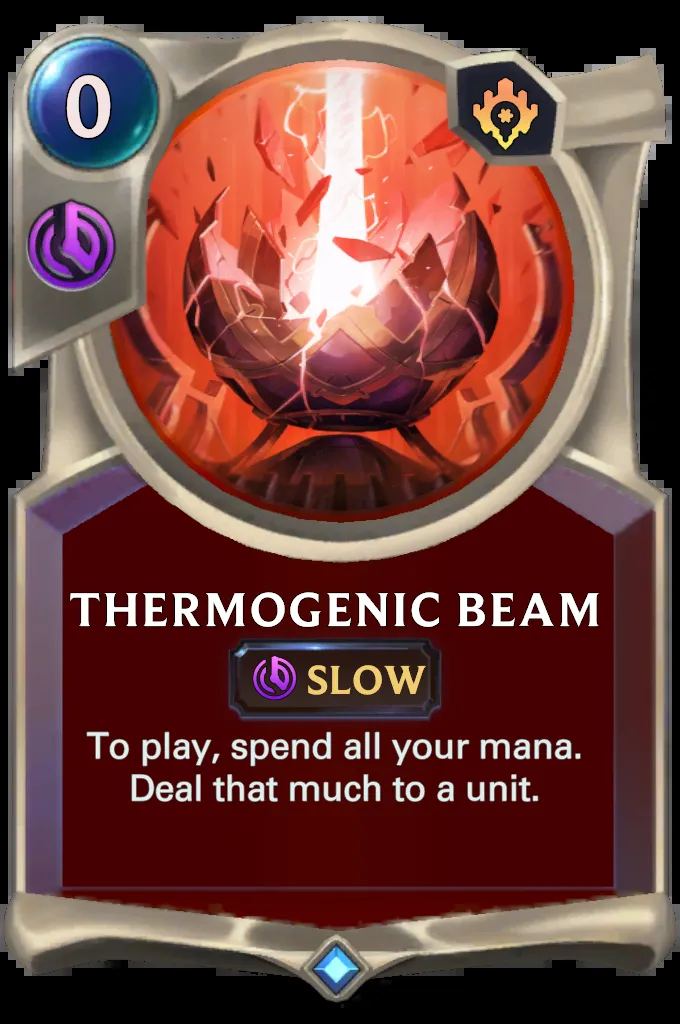 0
THERMOGENIC BEAM
SLOW
To play, spend all your mana.
Deal that much to a unit.